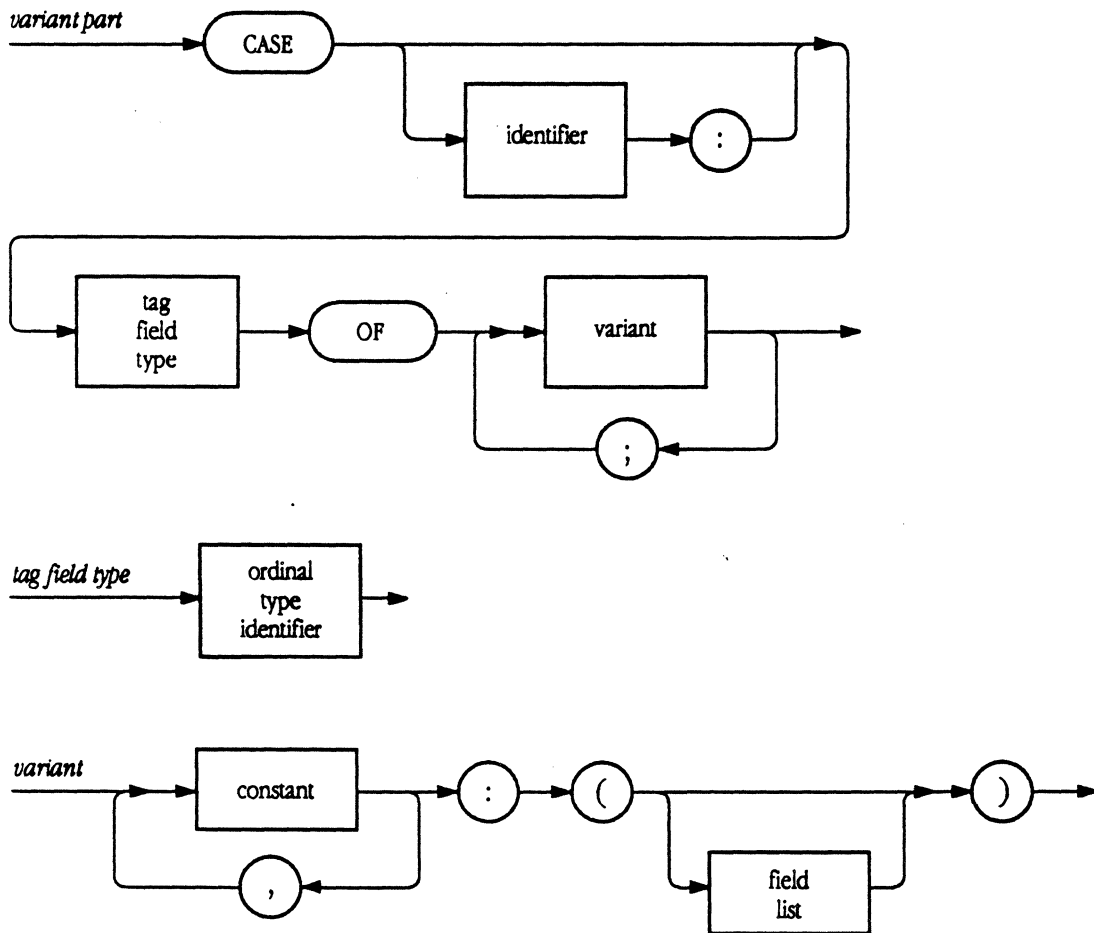 variant part
CASE
identifier
:
tag
field
type
OF
variant
;
tag field type
ordinal
type
identifier
variant
constant
:
(
)
,
field
list